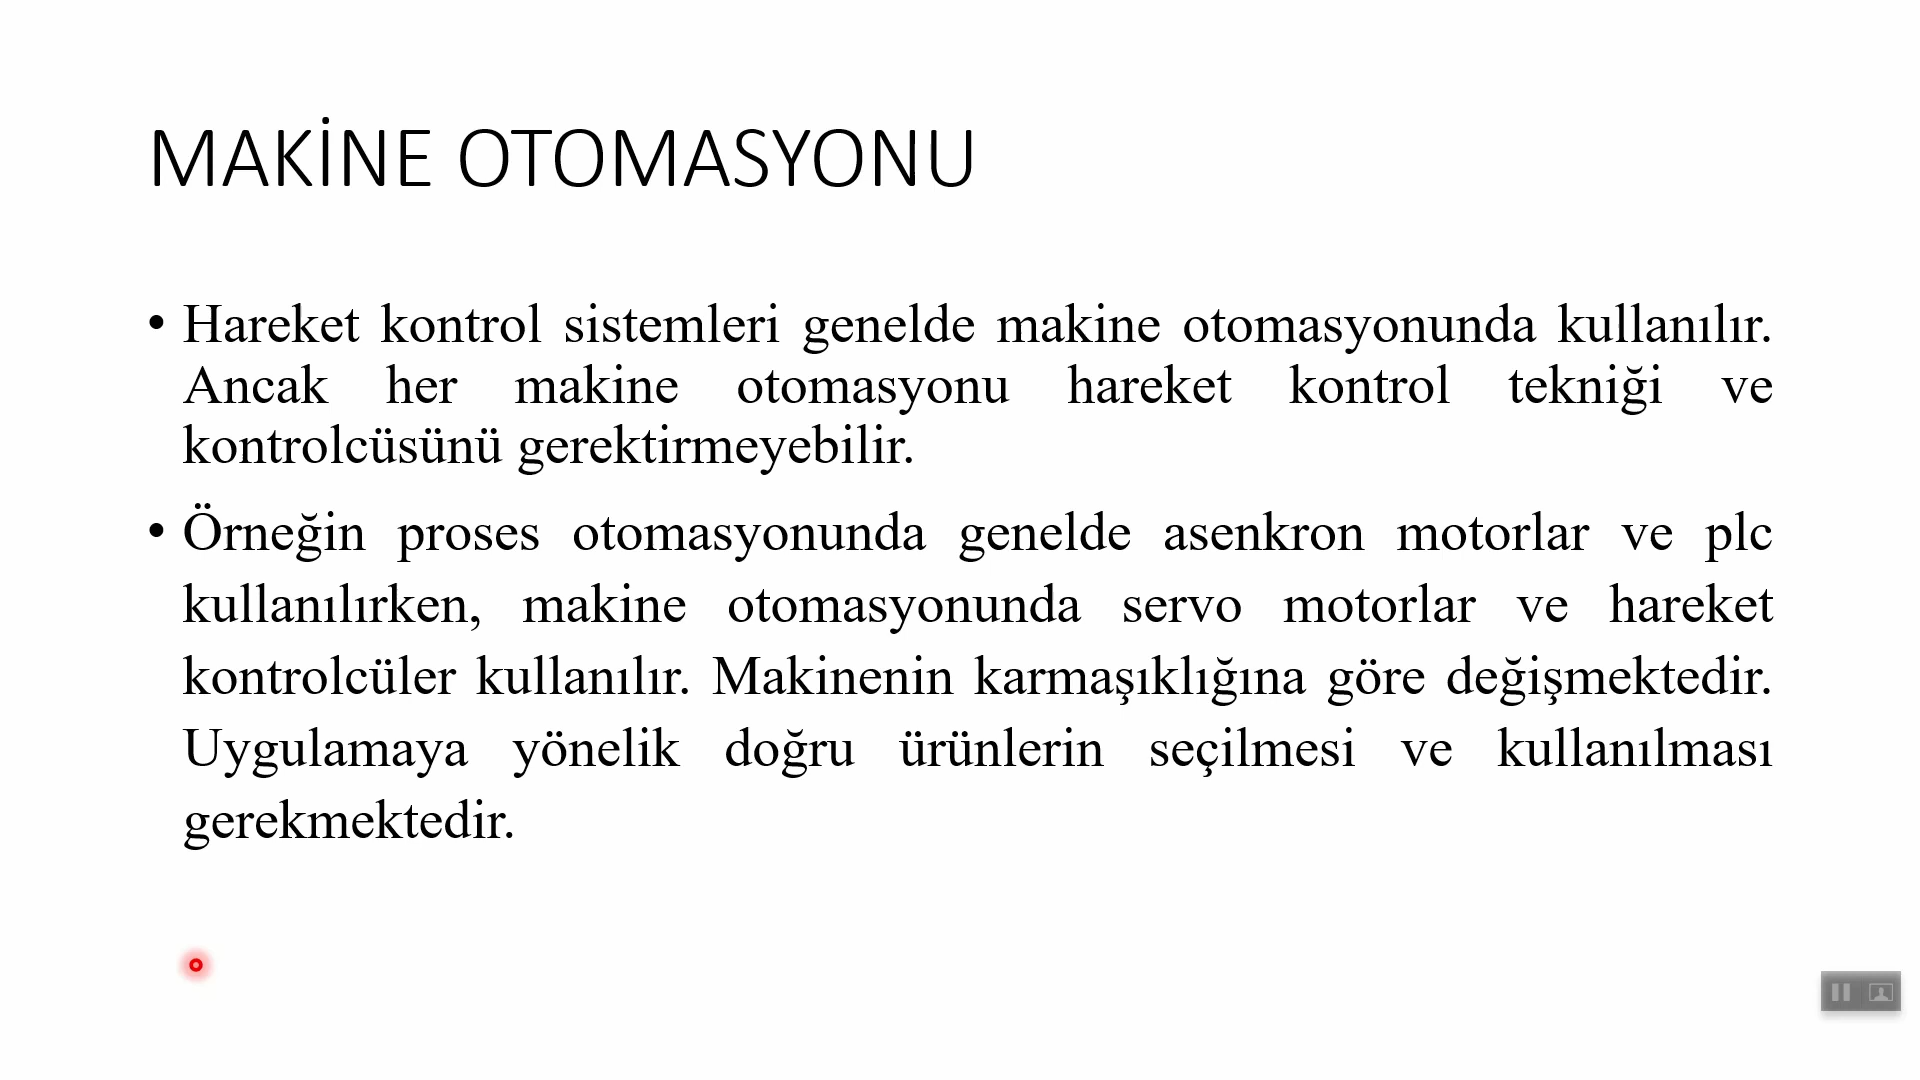 MAKİNE OTOMASYONU
• Hareket kontrol sistemleri genelde makine otomasyonunda kullanılır.
Ancak her makine otomasyonu hareket kontrol tekniği ve
kontrolcüsünü gerektirmeyebilir.
• Örneğin proses otomasyonunda genelde asenkron motorlar ve plc
kullanılırken, makine otomasyonunda servo motorlar ve hareket
kontrolcüler kullanılır. Makinenin karmaşıklığına göre değişmektedir.
Uygulamaya yönelik doğru ürünlerin seçilmesi ve kullanılması
gerekmektedir.